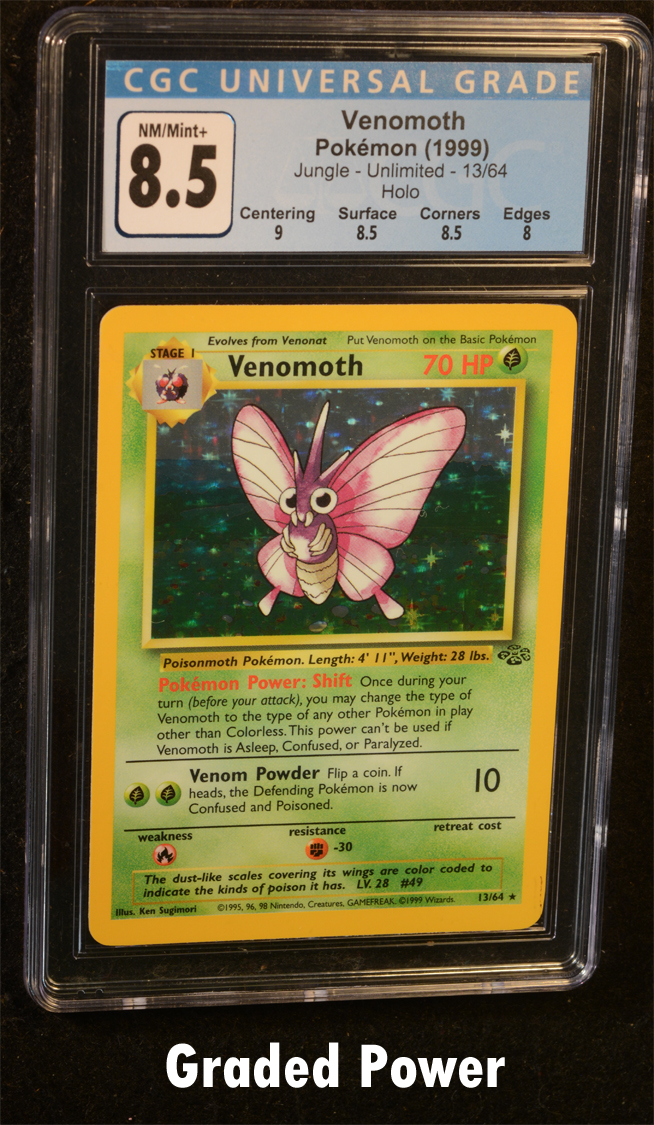 CGC UNIVERSAL GRADE
NM/Mint+
8.5
Venomoth
Pokémon (1999)
Jungle - Unlimited - 13/64
Holo
Centering Surface Corners Edges
9 8.5 8.5 8
Evolves from Venonat Put Venomoth on the Basic Pokémon
STAGE 1
Venomoth 70 HP
Poisonmoth Pokémon. Length: 4' 11", Weight: 28 lbs.
Pokémon Power: Shift Once during your
turn (before your attack), you may change the type of
Venomoth to the type of any other Pokémon in play
other than Colorless. This power can't be used if
Venomoth is Asleep, Confused, or Paralyzed.
Venom Powder Flip a coin. If
heads, the Defending Pokémon is now
Confused and Poisoned.
10
weakness resistance retreat cost
-30
The dust-like scales covering its wings are color coded to
indicate the kinds of poison it has. LV. 28 #49
Illus. Ken Sugimori ©1995, 96, 98 Nintendo, Creatures, GAMEFREAK. ©1999 Wizards. 13/64 ★
Graded Power